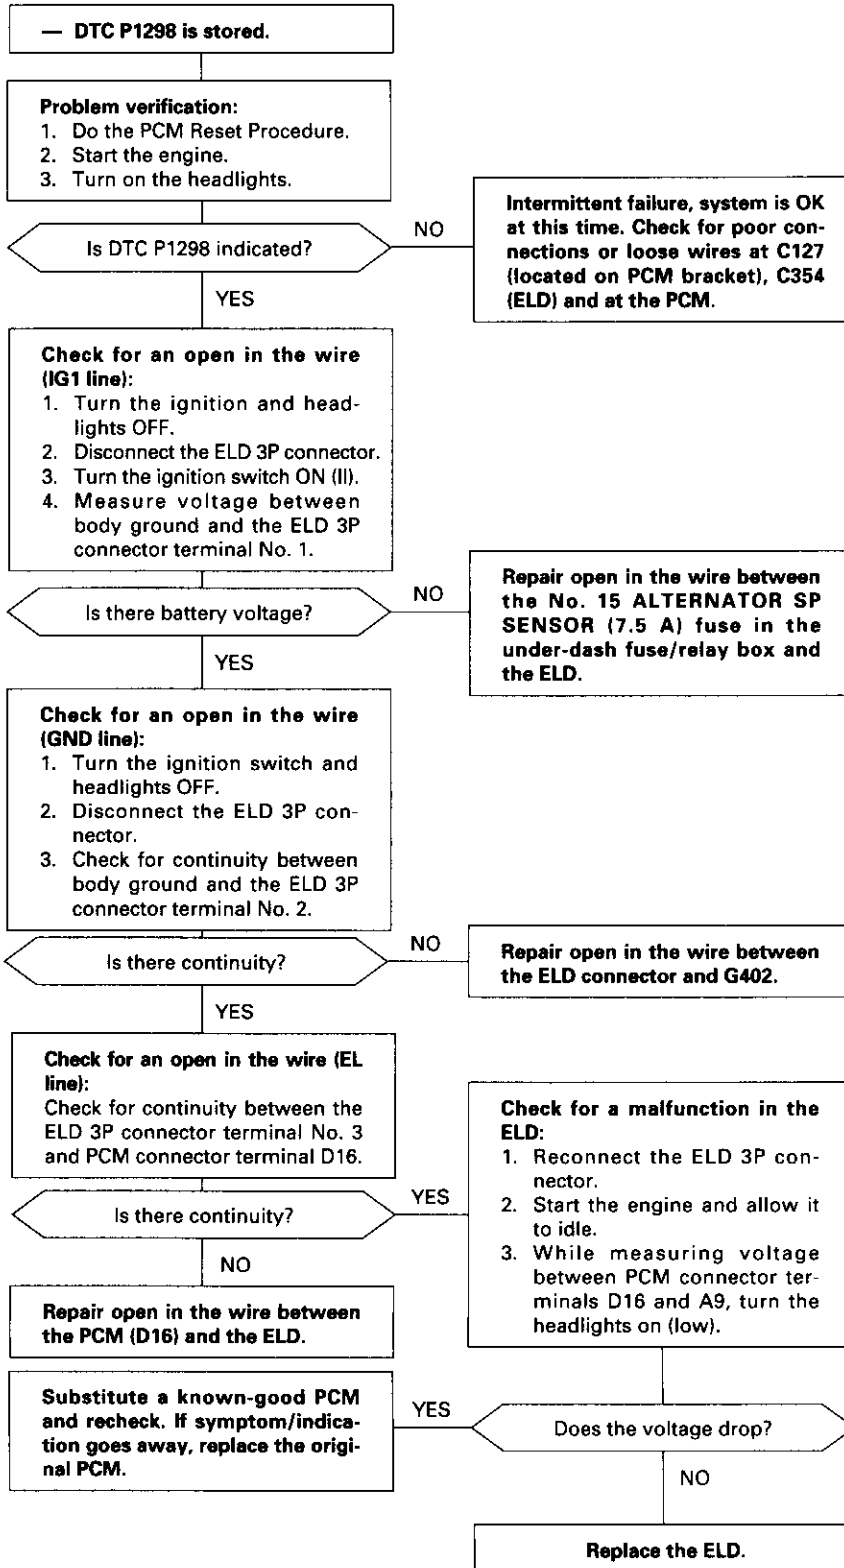 — DTC P1298 is stored.
Problem verification:
1. Do the PCM Reset Procedure.
2. Start the engine.
3. Turn on the headlights.
Is DTC P1298 indicated?
NO
Intermittent failure, system is OK
at this time. Check for poor con-
nections or loose wires at C127
(located on PCM bracket), C354
(ELD) and at the PCM.
YES
Check for an open in the wire
(IG1 line):
1. Turn the ignition and head-
lights OFF.
2. Disconnect the ELD 3P connector.
3. Turn the ignition switch ON (II).
4. Measure voltage between
body ground and the ELD 3P
connector terminal No. 1.
Is there battery voltage?
NO
Repair open in the wire between
the No. 15 ALTERNATOR SP
SENSOR (7.5 A) fuse in the
under-dash fuse/relay box and
the ELD.
YES
Check for an open in the wire
(GND line):
1. Turn the ignition switch and
headlights OFF.
2. Disconnect the ELD 3P con-
nector.
3. Check for continuity between
body ground and the ELD 3P
connector terminal No. 2.
Is there continuity?
NO
Repair open in the wire between
the ELD connector and G402.
YES
Check for an open in the wire (EL
line):
Check for continuity between the
ELD 3P connector terminal No. 3
and PCM connector terminal D16.
Is there continuity?
YES
Check for a malfunction in the
ELD:
1. Reconnect the ELD 3P con-
nector.
2. Start the engine and allow it
to idle.
3. While measuring voltage
between PCM connector ter-
minals D16 and A9, turn the
headlights on (low).
NO
Repair open in the wire between
the PCM (D16) and the ELD.
Does the voltage drop?
YES
Substitute a known-good PCM
and recheck. If symptom/indica-
tion goes away, replace the origi-
nal PCM.
NO
Replace the ELD.